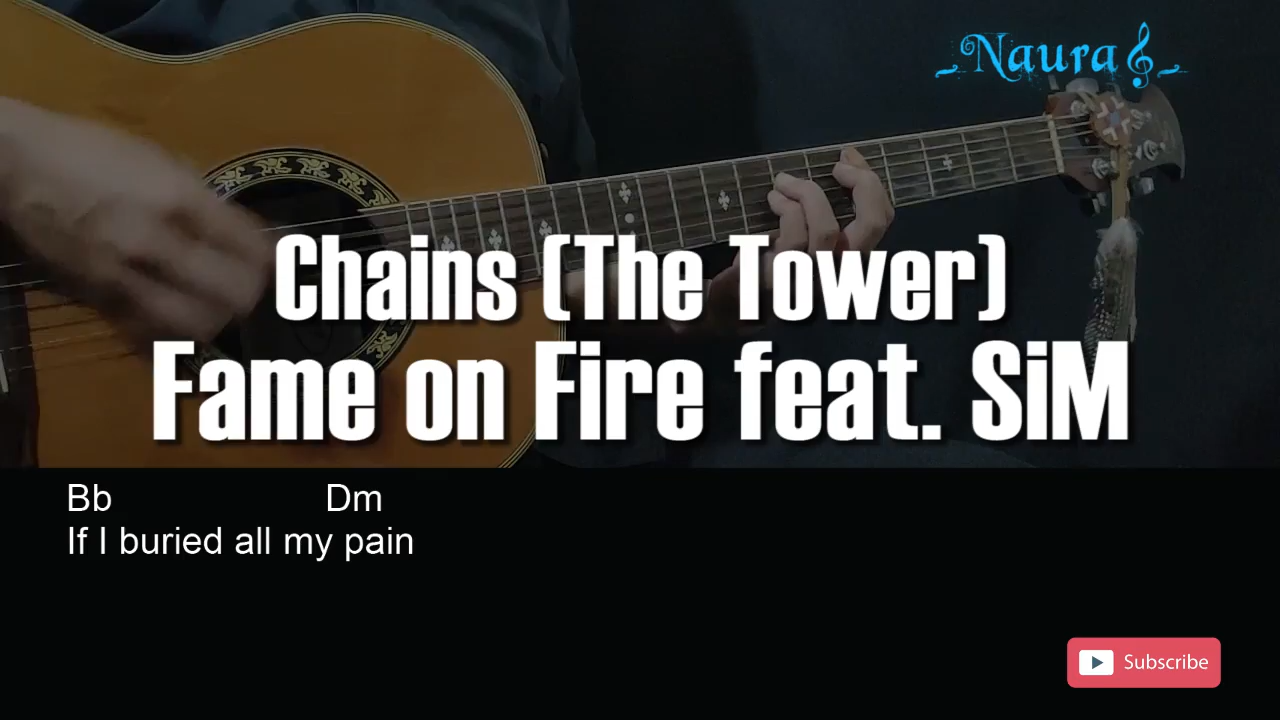 Naura
Chains (The Tower)
Fame on Fire feat. SiM
Bb Dm
If I buried all my pain
Subscribe